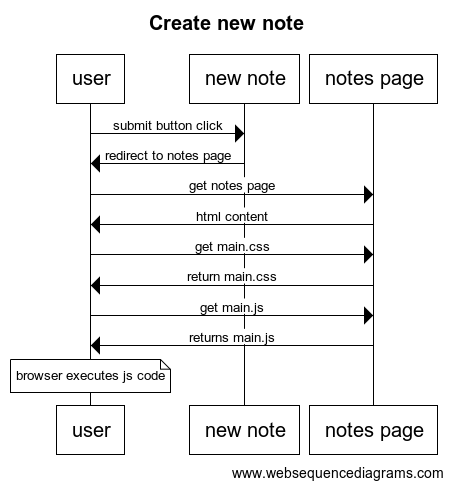 Create new note
user
new note
notes page
submit button click
redirect to notes page
get notes page
html content
get main.css
return main.css
get main.js
returns main.js
browser executes js code
user
new note
notes page
www.websequencediagrams.com